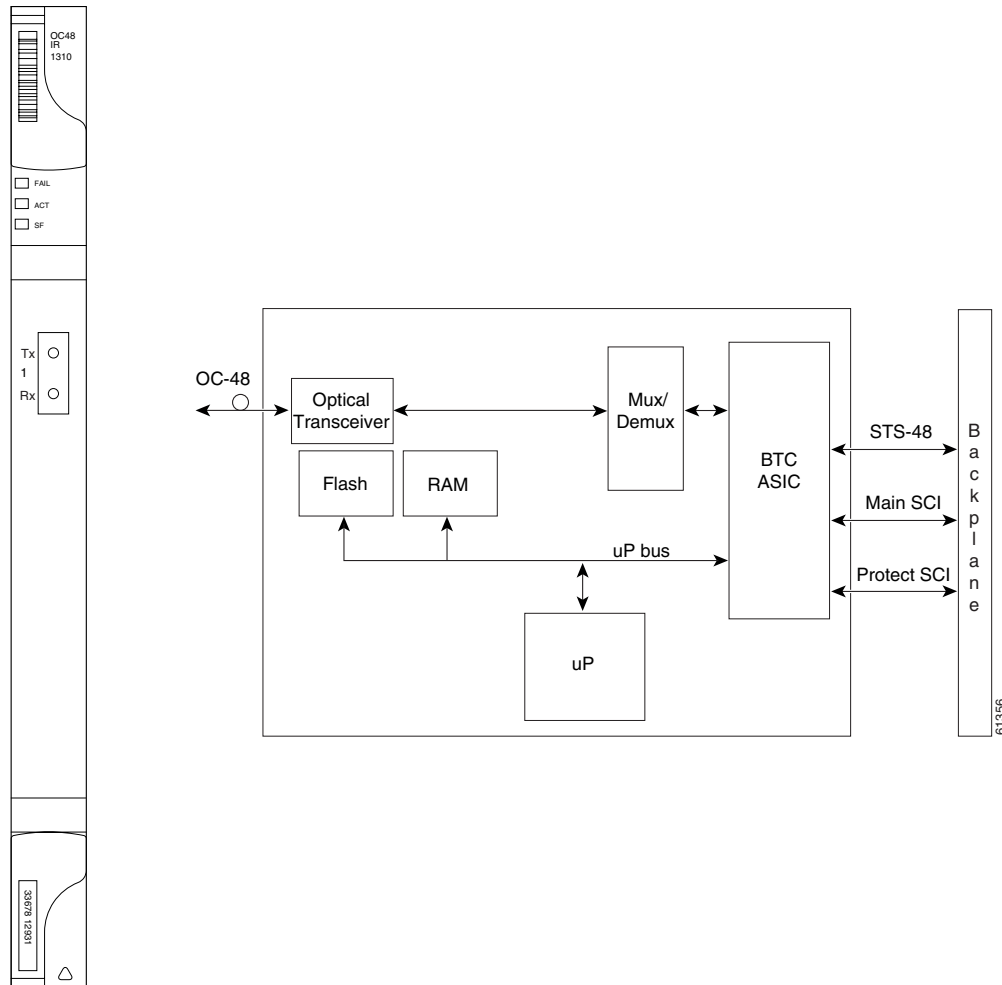 OC48
IR
1310
FAIL
ACT
SF
Tx
1
Rx
33678 12931
OC-48
Optical
Transceiver
Mux/
Demux
BTC
ASIC
Flash
RAM
uP bus
uP
STS-48
Main SCI
Protect SCI
Backplane
61356